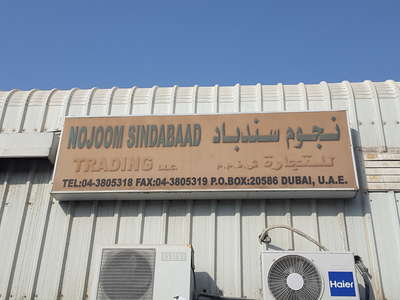 NOJOOM SINDABAAD نجوم سندباد
TRADING L.L.C. للتجارة ش.ذ.م.م
TEL:04-3805318 FAX:04-3805319 P.O.BOX:20586 DUBAI, U.A.E.
Haier